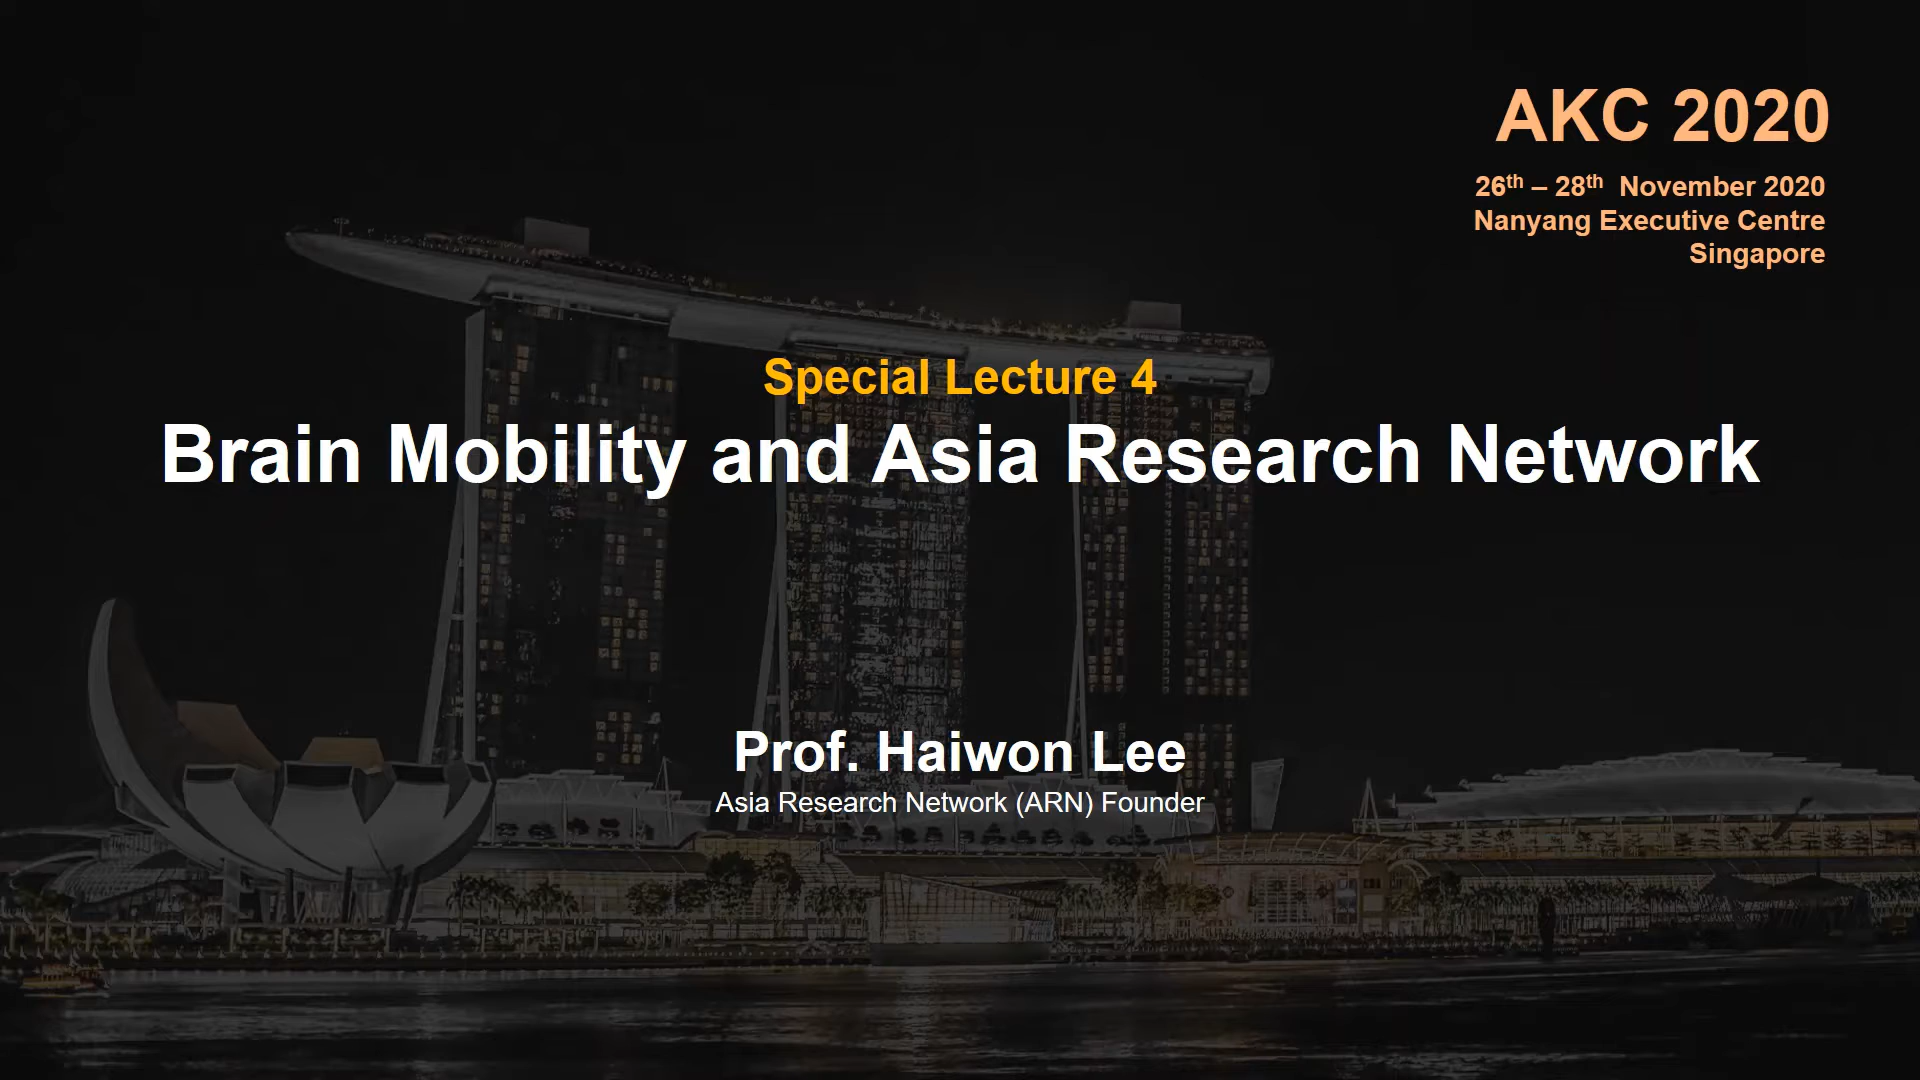 AKC 2020
26th – 28th November 2020
Nanyang Executive Centre
Singapore
Special Lecture 4
Brain Mobility and Asia Research Network
Prof. Haiwon Lee
Asia Research Network (ARN) Founder